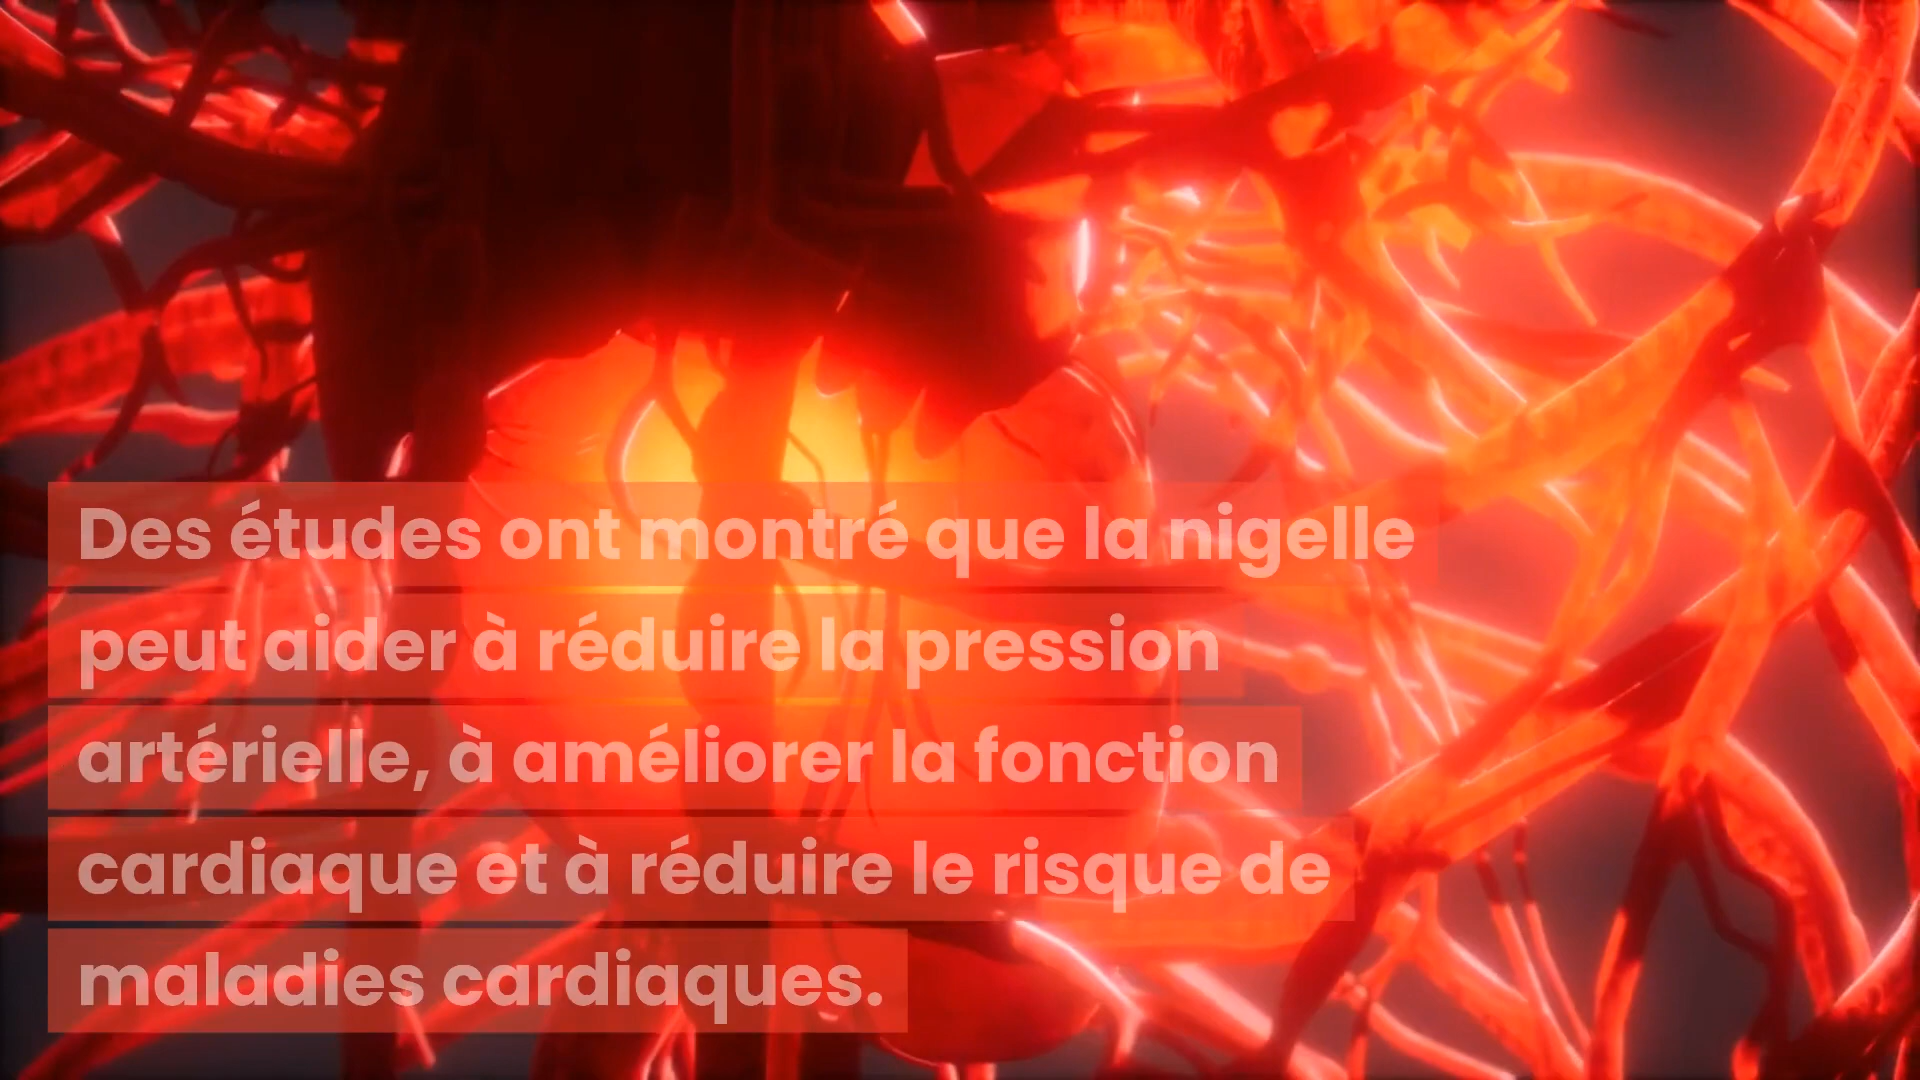 Des études ont montré que la nigelle
peut aider à réduire la pression
artérielle, à améliorer la fonction
cardiaque et à réduire le risque de
maladies cardiaques.